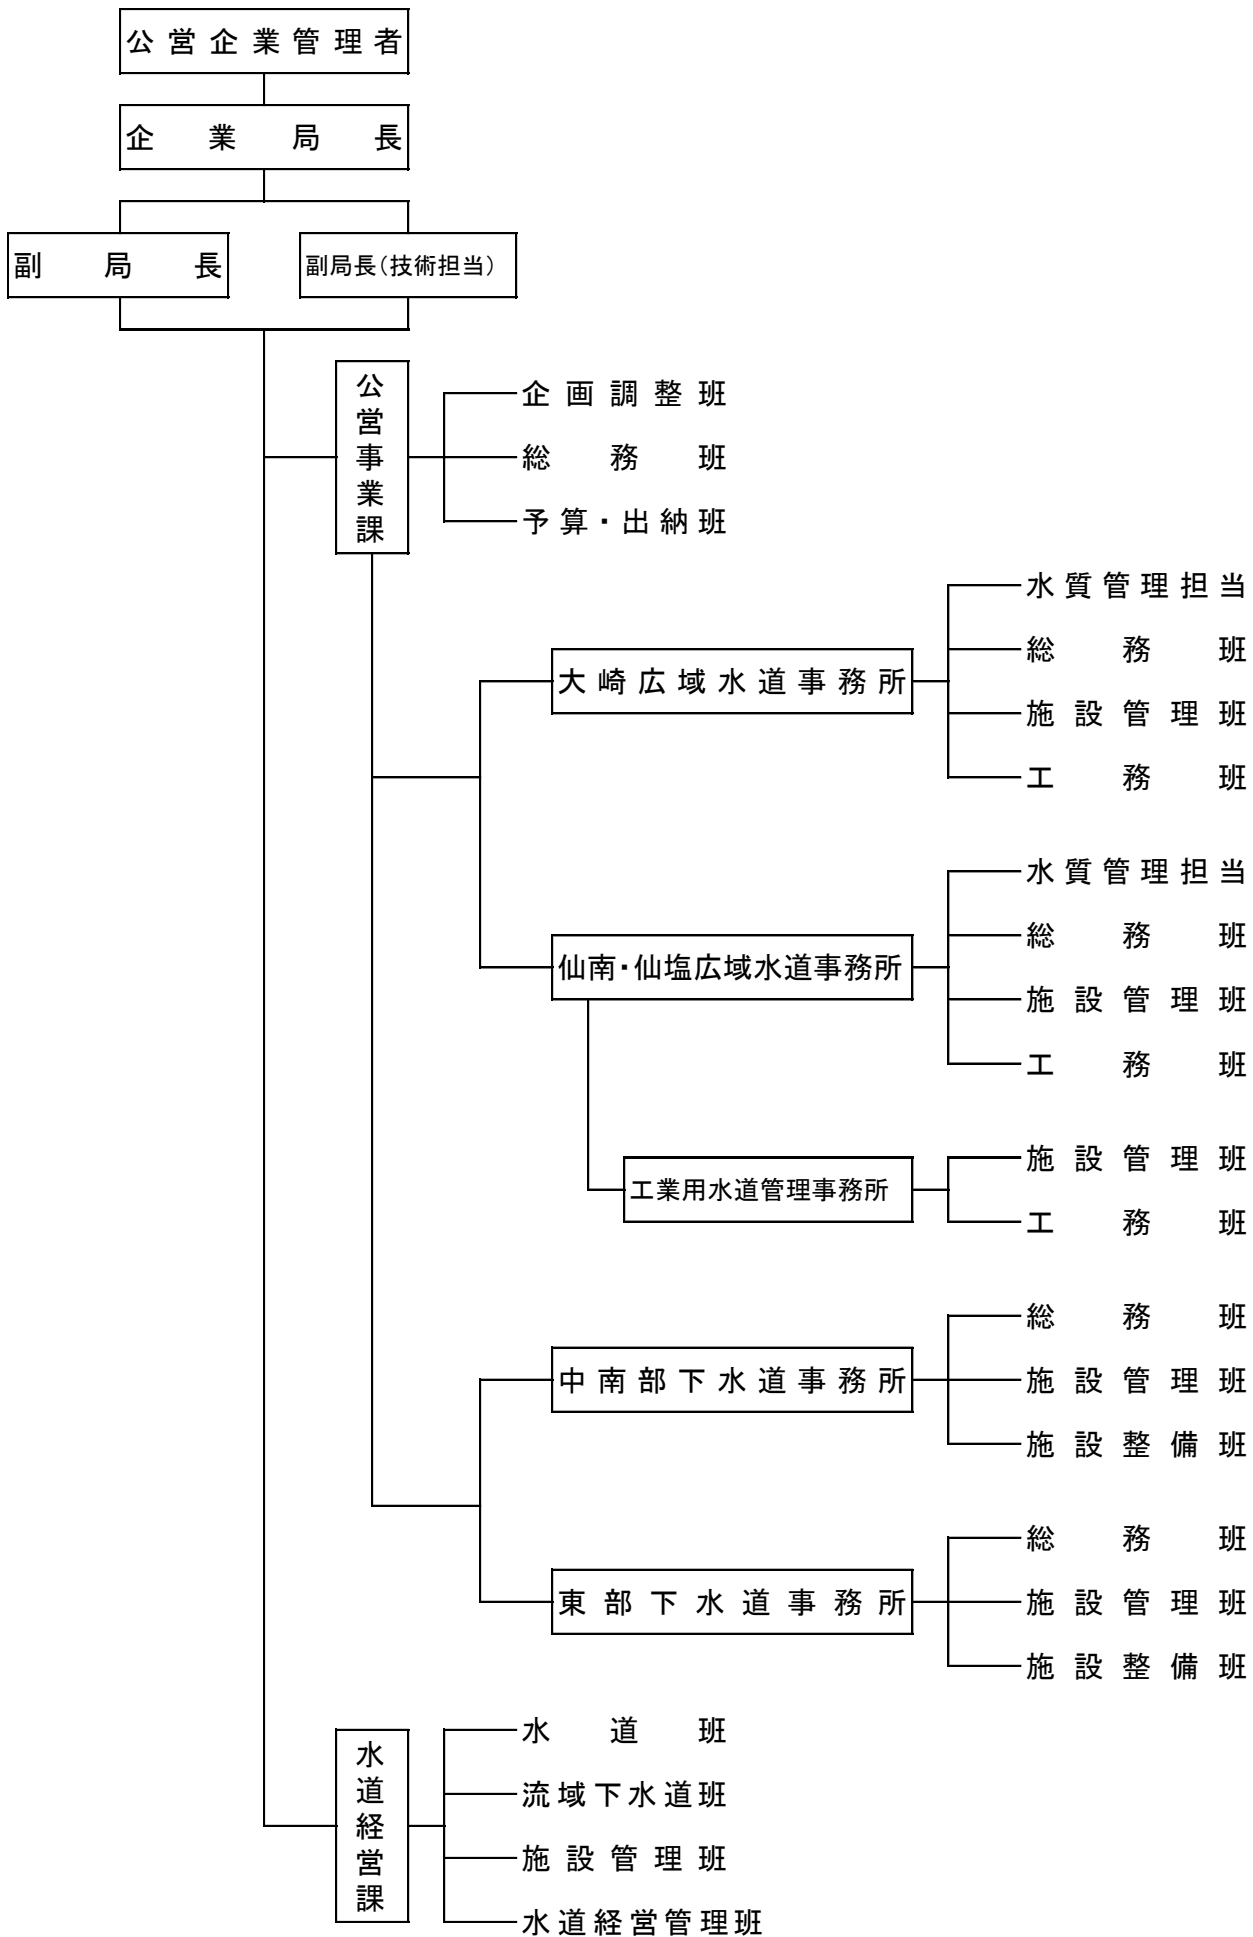 公営企業管理者
企業局長
副局長
副局長（技術担当）
公営事業課
企画調整班
総務班
予算・出納班
大崎広域水道事務所
水質管理担当
総務班
施設管理班
工務班
仙南・仙塩広域水道事務所
水質管理担当
総務班
施設管理班
工務班
工業用水道管理事務所
施設管理班
工務班
中南部下水道事務所
総務班
施設管理班
施設整備班
東部下水道事務所
総務班
施設管理班
施設整備班
水道経営課
水道班
流域下水道班
施設管理班
水道経営管理班